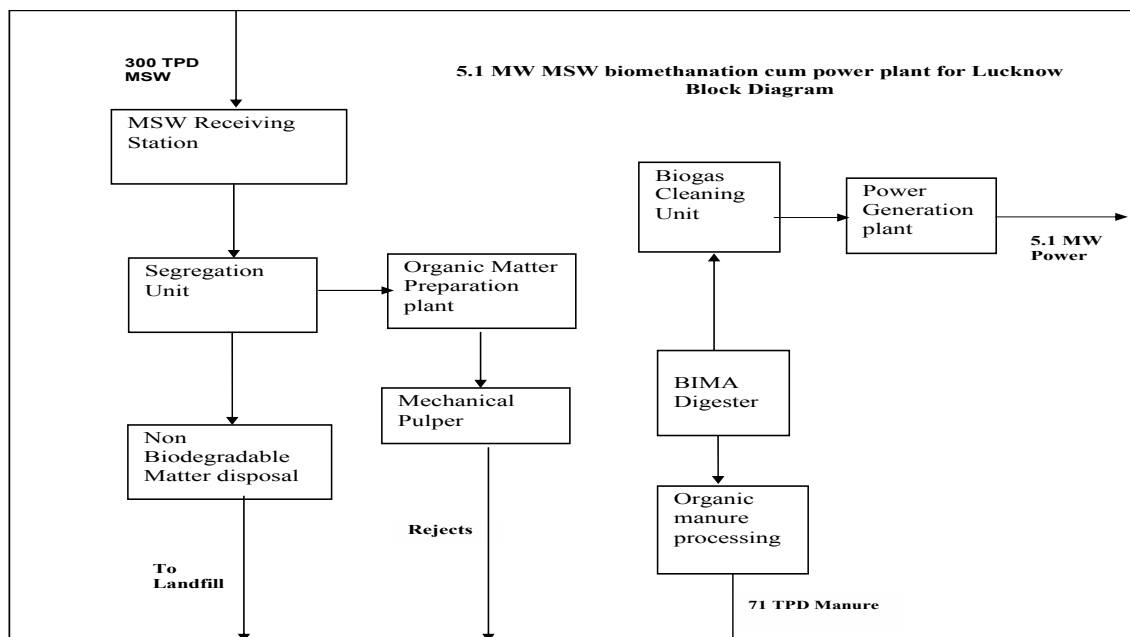 300 TPD
MSW
5.1 MW MSW biomethanation cum power plant for Lucknow
Block Diagram
MSW Receiving
Station
Biogas
Cleaning
Unit
Power
Generation
plant
5.1 MW
Power
Segregation
Unit
Organic Matter
Preparation
plant
BIMA
Digester
Mechanical
Pulper
Non
Biodegradable
Matter disposal
Organic
manure
processing
Rejects
To
Landfill
71 TPD Manure